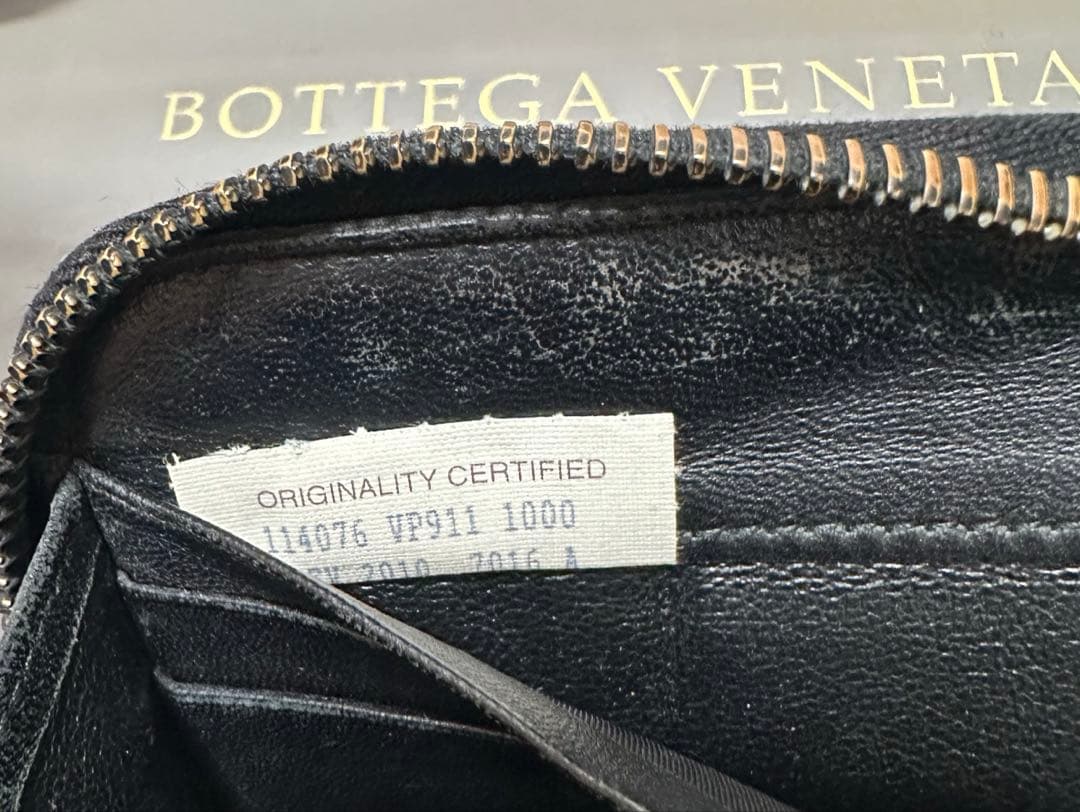 BOTTEGA VENETA
ORIGINALITY CERTIFIED
114076 VP911 1000